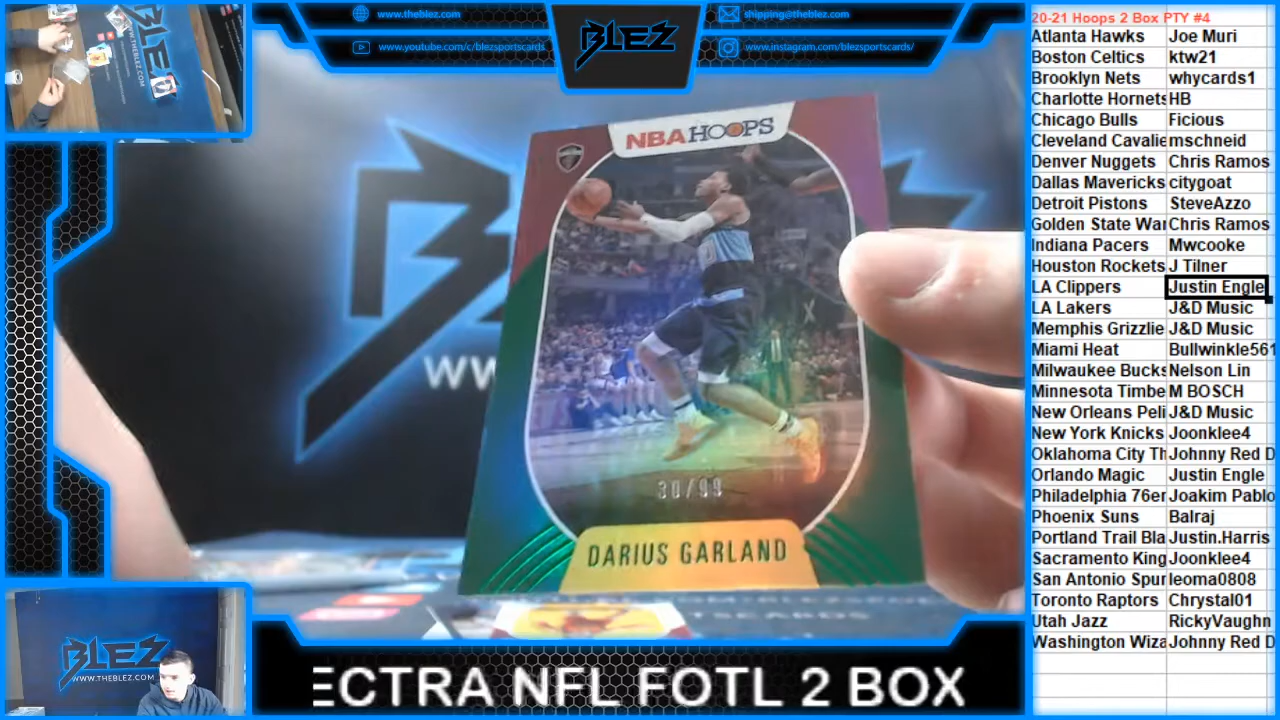 www.theblez.com
www.youtube.com/c/blezsportscards
BLEZ
shipping@theblez.com
www.instagram.com/blezsportscards/
NBA HOOPS
30/99
DARIUS GARLAND
WWW.THEBLEZ.COM
BLEZ
WWW.THEBLEZ.COM
ECTRA NFL FOTL 2 BOX
20-21 Hoops 2 Box PTY #4
Atlanta Hawks Joe Muri
Boston Celtics ktw21
Brooklyn Nets whycards1
Charlotte Hornets HB
Chicago Bulls Ficious
Cleveland Cavalie mschneid
Denver Nuggets Chris Ramos
Dallas Mavericks citygoat
Detroit Pistons SteveAzzo
Golden State War Chris Ramos
Indiana Pacers Mwcooke
Houston Rockets J Tilner
LA Clippers Justin Engle
LA Lakers J&D Music
Memphis Grizzlie J&D Music
Miami Heat Bullwinkle561
Milwaukee Bucks Nelson Lin
Minnesota Timbe M BOSCH
New Orleans Peli J&D Music
New York Knicks Joonklee4
Oklahoma City Th Johnny Red D
Orlando Magic Justin Engle
Philadelphia 76er Joakim Pablo
Phoenix Suns Balraj
Portland Trail Bla Justin.Harris
Sacramento King Joonklee4
San Antonio Spur leoma0808
Toronto Raptors Chrystal01
Utah Jazz RickyVaughn
Washington Wiza Johnny Red D